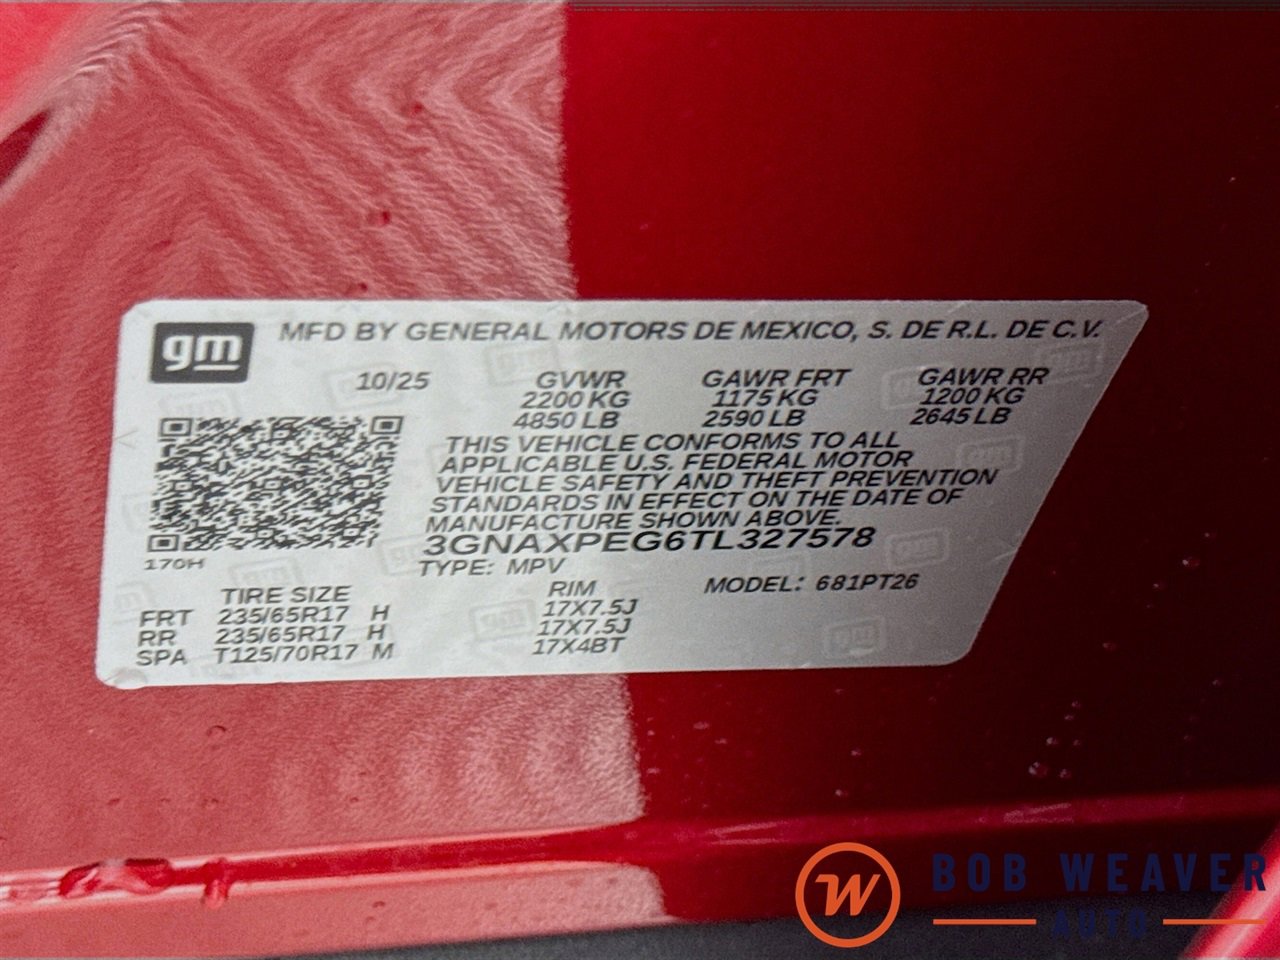 gm
MFD BY GENERAL MOTORS DE MEXICO, S. DE R.L. DE C.V.
10/25 GVWR GAWR FRT GAWR RR
2200 KG 1175 KG 1200 KG
4850 LB 2590 LB 2645 LB
THIS VEHICLE CONFORMS TO ALL
APPLICABLE U.S. FEDERAL MOTOR
VEHICLE SAFETY AND THEFT PREVENTION
STANDARDS IN EFFECT ON THE DATE OF
MANUFACTURE SHOWN ABOVE.
3GNAXPEG6TL327578
170H
TYPE: MPV MODEL: 681PT26
TIRE SIZE RIM
FRT 235/65R17 H 17X7.5J
RR 235/65R17 H 17X7.5J
SPA T125/70R17 M 17X4BT
W
BOB WEAVER
AUTO